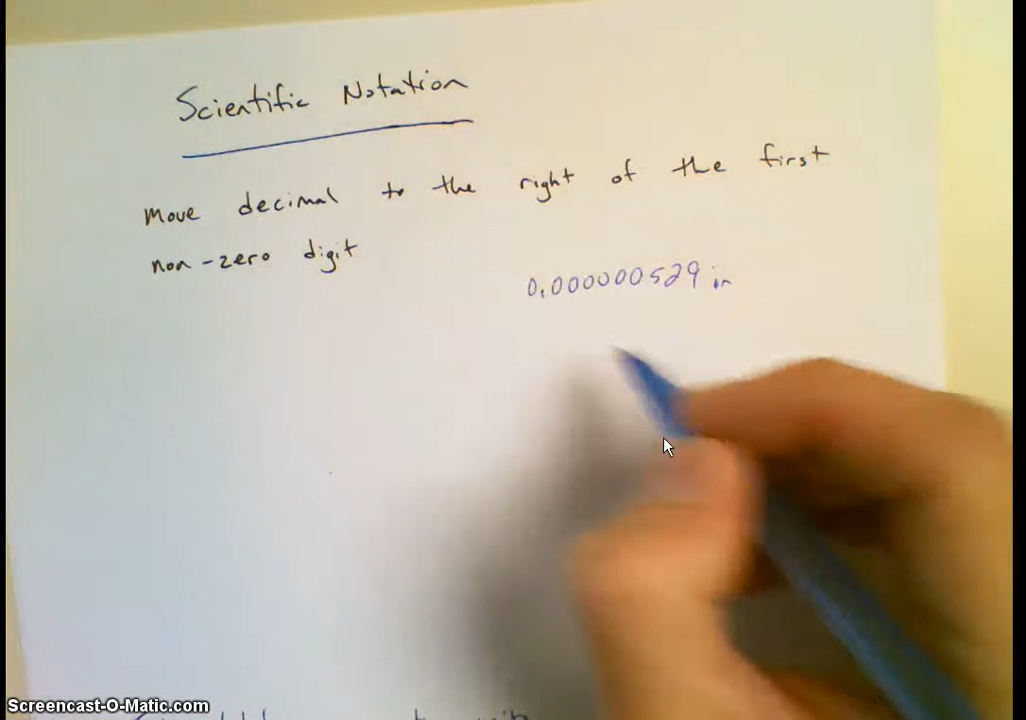 Scientific Notation
Move decimal to the right of the first
non-zero digit
0.000000529 in
Screencast-O-Matic.com